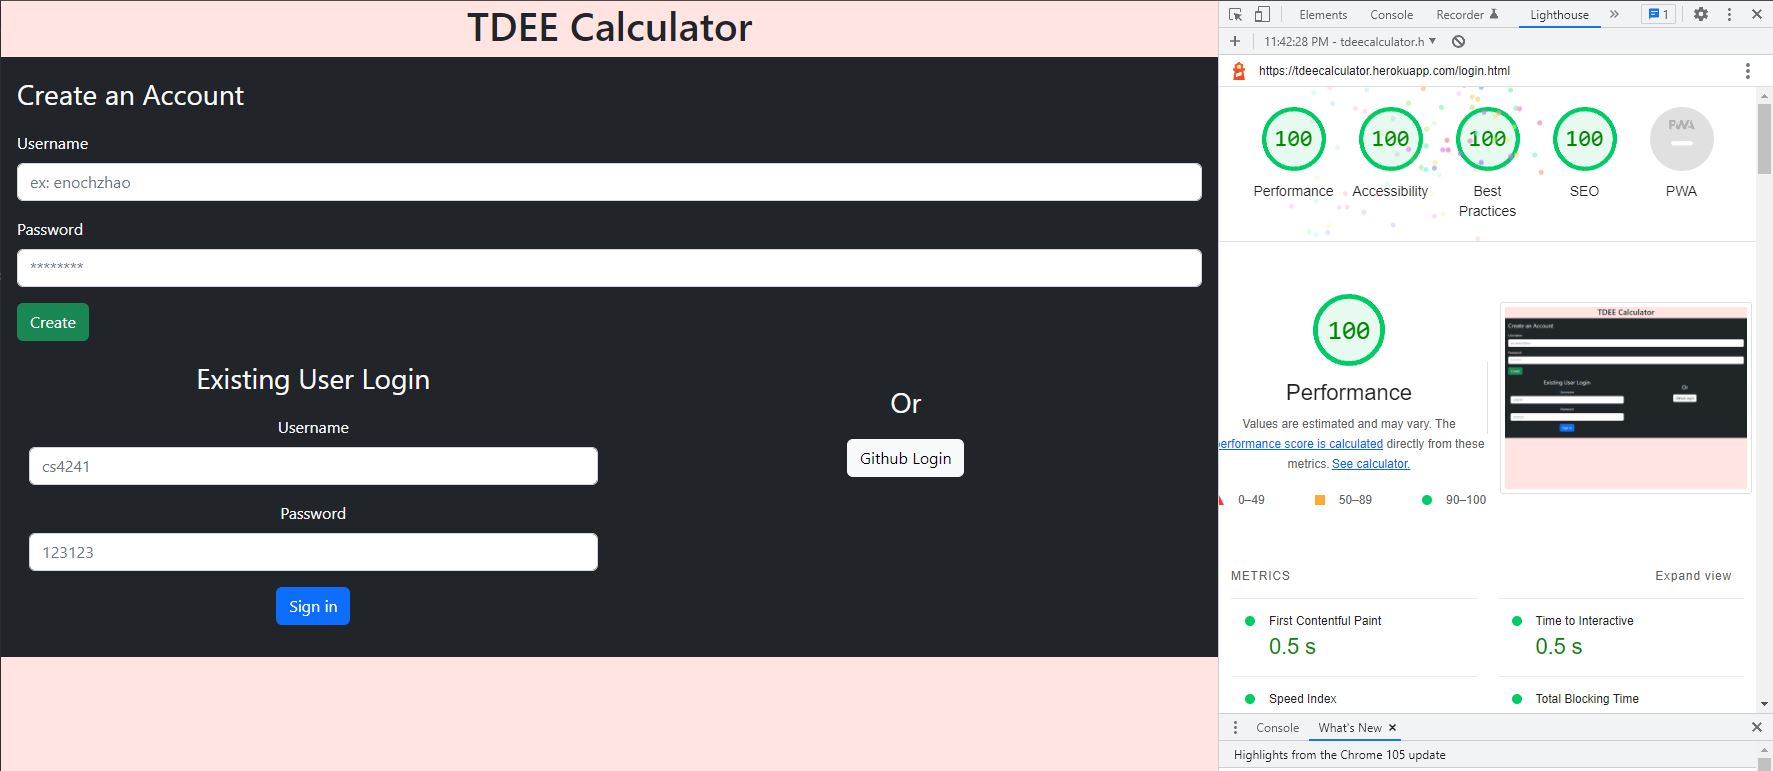 TDEE Calculator
Create an Account
Username
ex: enochzhao
Password
********
Create
Existing User Login
Username
cs4241
Password
123123
Sign in
Or
Github Login
Elements Console Recorder Lighthouse » 1
11:42:28 PM - tdeecalculator.h
https://tdeecalculator.herokuapp.com/login.html
100 100 100 100 PWA
Performance Accessibility Best Practices SEO PWA
100
Performance
Values are estimated and may vary. The
performance score is calculated directly from these
metrics. See calculator.
0–49 50–89 90–100
TDEE Calculator
Create an Account
Existing User Login
Or
METRICS Expand view
First Contentful Paint
0.5 s
Time to Interactive
0.5 s
Speed Index
Total Blocking Time
Console What's New
Highlights from the Chrome 105 update